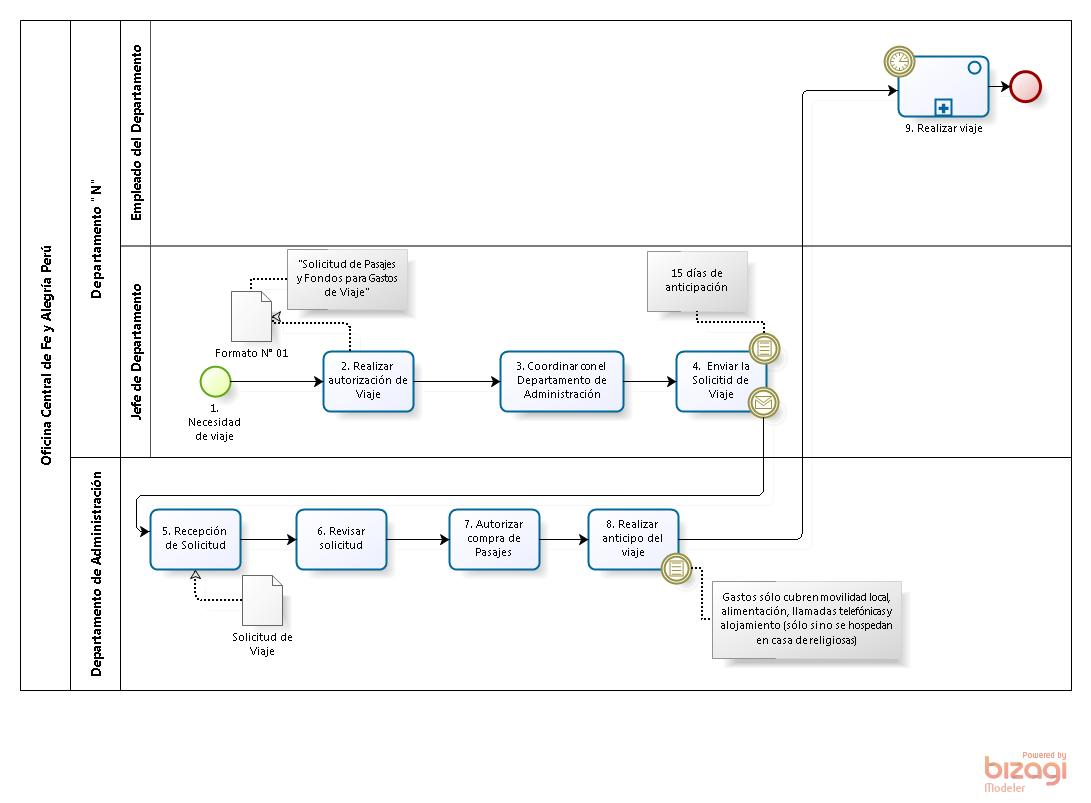 Oficina Central de Fe y Alegría Perú
Departamento "N"
Empleado del Departamento
9. Realizar viaje
Jefe de Departamento
"Solicitud de Pasajes
y Fondos para Gastos
de Viaje"
Formato N° 01
15 días de
anticipación
1.
Necesidad
de viaje
2. Realizar
autorización de
Viaje
3. Coordinar con el
Departamento de
Administración
4. Enviar la
Solicitid de
Viaje
Departamento de Administración
5. Recepción
de Solicitud
6. Revisar
solicitud
7. Autorizar
compra de
Pasajes
8. Realizar
anticipo del
viaje
Solicitud de
Viaje
Gastos sólo cubren movilidad local,
alimentación, llamadas telefónicas y
alojamiento (sólo si no se hospedan
en casa de religiosas)
Powered by
bizagi
Modeler